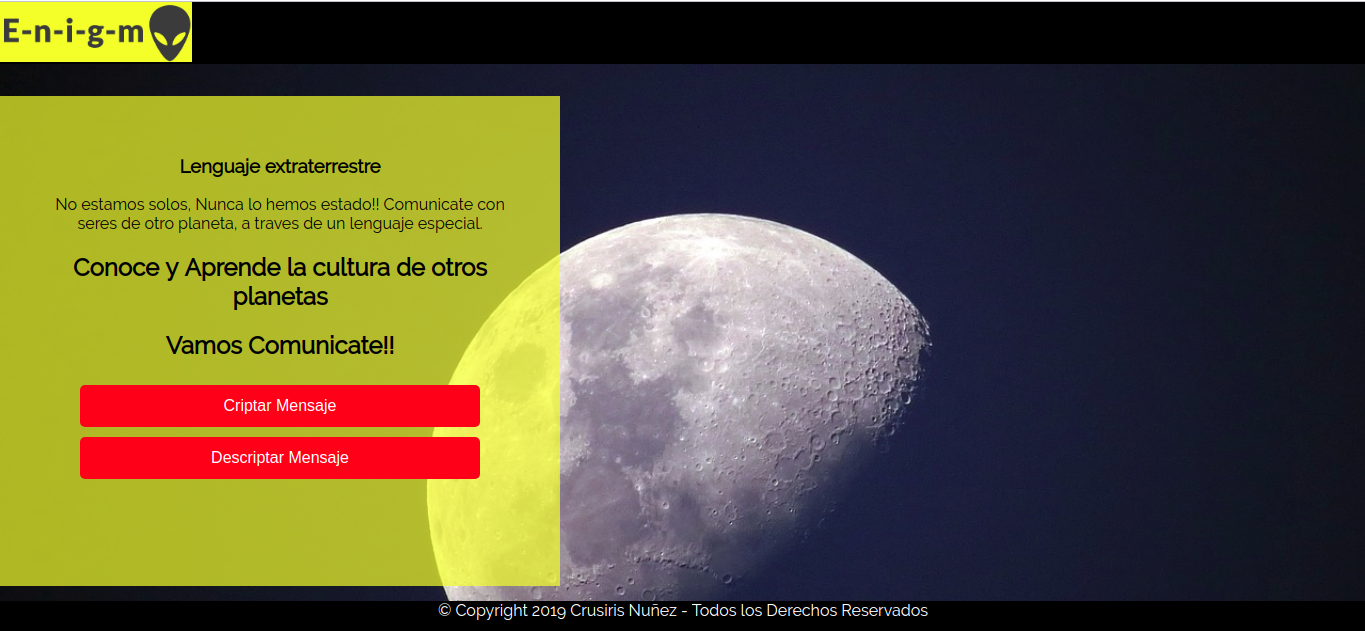 E-n-i-g-m
Lenguaje extraterrestre
No estamos solos, Nunca lo hemos estado!! Comunicate con
seres de otro planeta, a traves de un lenguaje especial.
Conoce y Aprende la cultura de otros
planetas
Vamos Comunicate!!
Criptar Mensaje
Descriptar Mensaje
© Copyright 2019 Crusiris Nuñez - Todos los Derechos Reservados